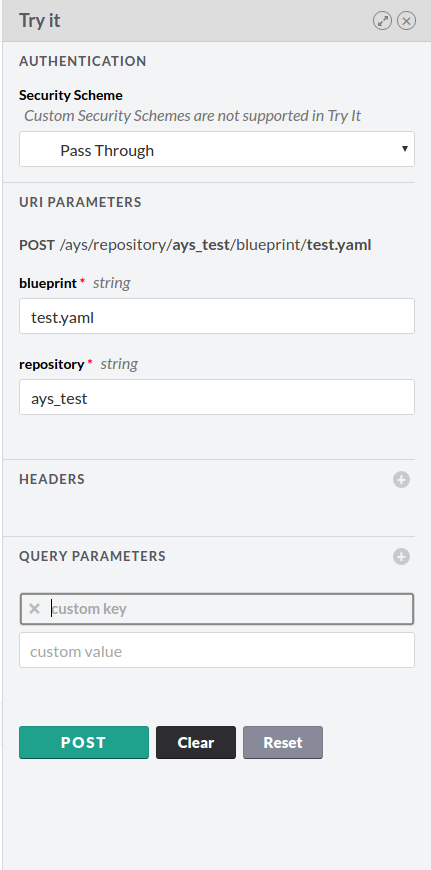 Try it
AUTHENTICATION
Security Scheme
Custom Security Schemes are not supported in Try It
Pass Through
URI PARAMETERS
POST /ays/repository/ays_test/blueprint/test.yaml
blueprint * string
test.yaml
repository * string
ays_test
HEADERS
QUERY PARAMETERS
custom key
custom value
POST Clear Reset